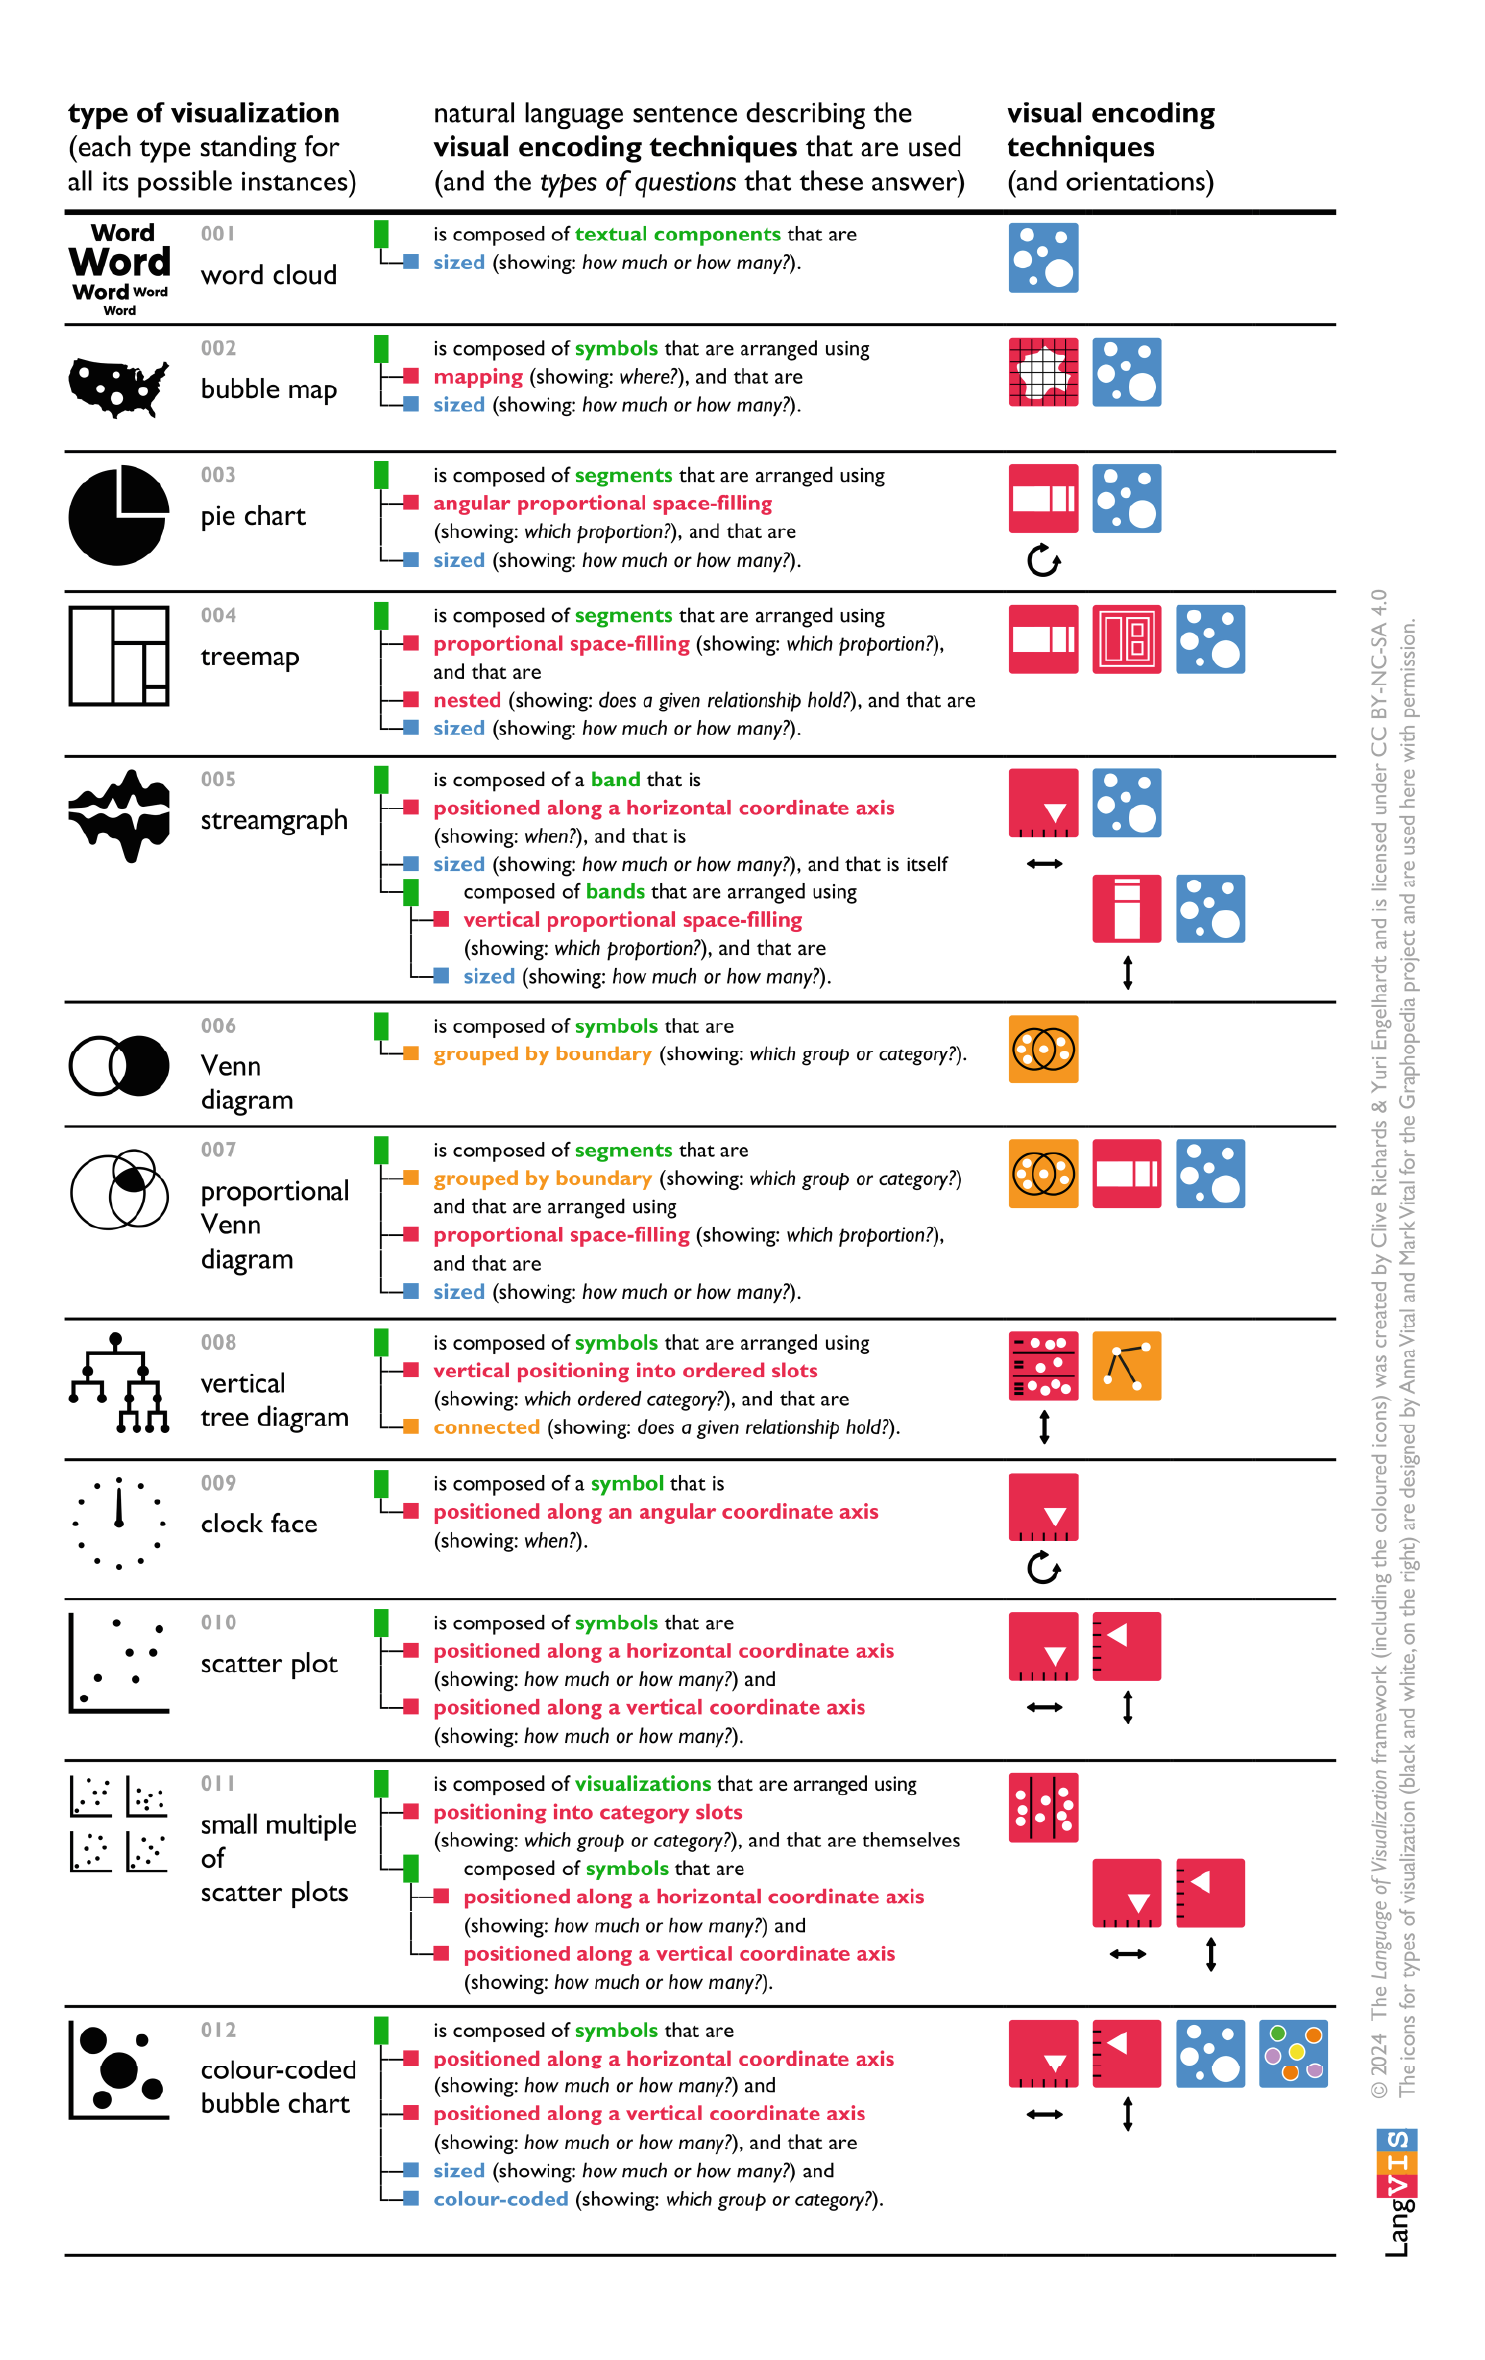 type of visualization
(each type standing for
all its possible instances)
natural language sentence describing the
visual encoding techniques that are used
(and the types of questions that these answer)
visual encoding
techniques
(and orientations)
Word
Word
Word Word
Word
001
word cloud
is composed of textual components that are
sized (showing: how much or how many?).
002
bubble map
is composed of symbols that are arranged using
mapping (showing: where?), and that are
sized (showing: how much or how many?).
003
pie chart
is composed of segments that are arranged using
angular proportional space-filling
(showing: which proportion?), and that are
sized (showing: how much or how many?).
004
treemap
is composed of segments that are arranged using
proportional space-filling (showing: which proportion?),
and that are
nested (showing: does a given relationship hold?), and that are
sized (showing: how much or how many?).
005
streamgraph
is composed of a band that is
positioned along a horizontal coordinate axis
(showing: when?), and that is
sized (showing: how much or how many?), and that is itself
composed of bands that are arranged using
vertical proportional space-filling
(showing: which proportion?), and that are
sized (showing: how much or how many?).
006
Venn
diagram
is composed of symbols that are
grouped by boundary (showing: which group or category?).
007
proportional
Venn
diagram
is composed of segments that are
grouped by boundary (showing: which group or category?)
and that are arranged using
proportional space-filling (showing: which proportion?),
and that are
sized (showing: how much or how many?).
008
vertical
tree diagram
is composed of symbols that are arranged using
vertical positioning into ordered slots
(showing: which ordered category?), and that are
connected (showing: does a given relationship hold?).
009
clock face
is composed of a symbol that is
positioned along an angular coordinate axis
(showing: when?).
010
scatter plot
is composed of symbols that are
positioned along a horizontal coordinate axis
(showing: how much or how many?) and
positioned along a vertical coordinate axis
(showing: how much or how many?).
011
small multiple
of
scatter plots
is composed of visualizations that are arranged using
positioning into category slots
(showing: which group or category?), and that are themselves
composed of symbols that are
positioned along a horizontal coordinate axis
(showing: how much or how many?) and
positioned along a vertical coordinate axis
(showing: how much or how many?).
012
colour-coded
bubble chart
is composed of symbols that are
positioned along a horizontal coordinate axis
(showing: how much or how many?) and
positioned along a vertical coordinate axis
(showing: how much or how many?), and that are
sized (showing: how much or how many?) and
colour-coded (showing: which group or category?).
© 2024 The Language of Visualization framework (including the coloured icons) was created by Clive Richards & Yuri Engelhardt and is licensed under CC BY-NC-SA 4.0
The icons for types of visualization (black and white, on the right) are designed by Anna Vital and Mark Vital for the Graphopedia project and are used here with permission.
LangVIS